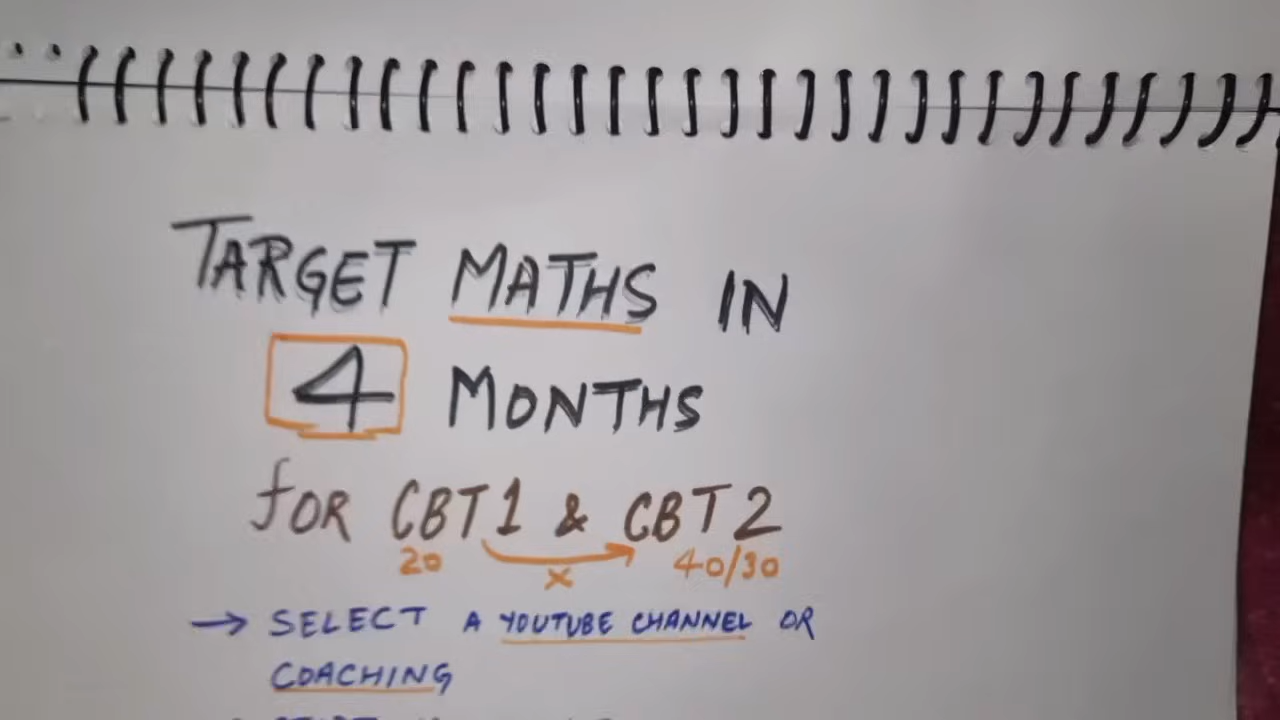 TARGET MATHS IN
4 MONTHS
fOR CBT1 & CBT2
20 x 40/30
→ SELECT A YOUTUBE CHANNEL OR
COACHING